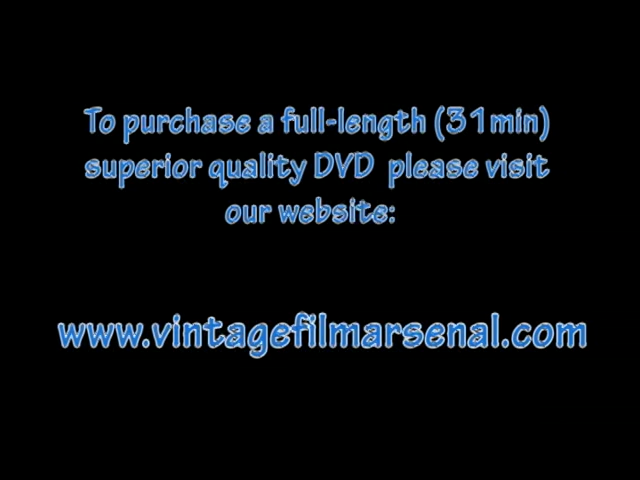 To purchase a full-length (31min)
superior quality DVD please visit
our website:
www.vintagefilmarsenal.com